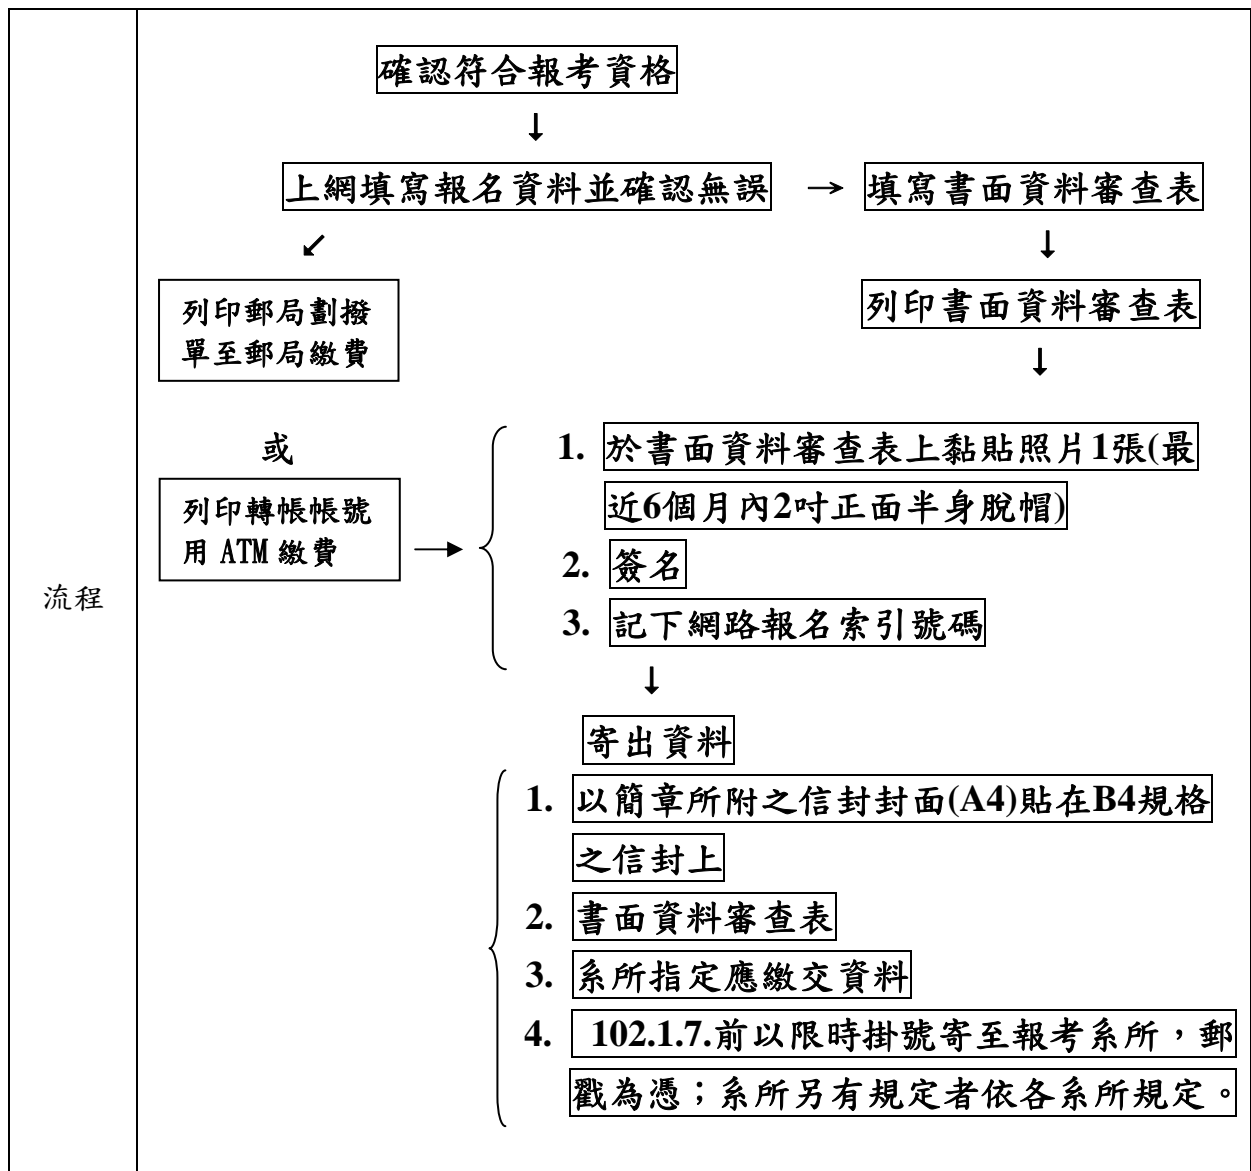 確認符合報考資格
↓
上網填寫報名資料並確認無誤 → 填寫書面資料審查表
↙ ↓
列印郵局劃撥
單至郵局繳費
列印書面資料審查表
↓
或
列印轉帳帳號
用 ATM 繳費
→
1. 於書面資料審查表上黏貼照片1張(最
近6個月內2吋正面半身脫帽)
2. 簽名
3. 記下網路報名索引號碼
流程
↓
寄出資料
1. 以簡章所附之信封封面(A4)貼在B4規格
之信封上
2. 書面資料審查表
3. 系所指定應繳交資料
4. 102.1.7.前以限時掛號寄至報考系所，郵
戳為憑；系所另有規定者依各系所規定。